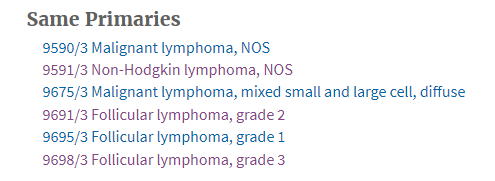 Same Primaries
9590/3 Malignant lymphoma, NOS
9591/3 Non-Hodgkin lymphoma, NOS
9675/3 Malignant lymphoma, mixed small and large cell, diffuse
9691/3 Follicular lymphoma, grade 2
9695/3 Follicular lymphoma, grade 1
9698/3 Follicular lymphoma, grade 3